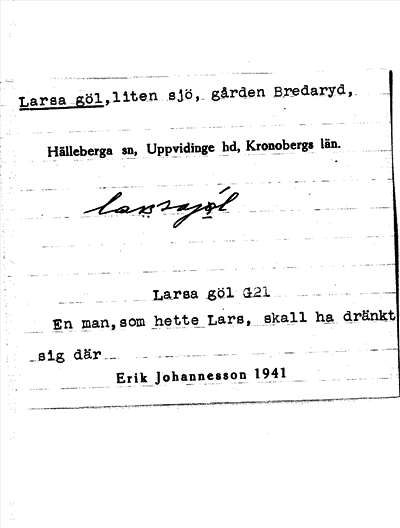 Larsa göl, liten sjö, gården Bredaryd,
Hälleberga sn, Uppvidinge hd, Kronobergs län.
larsajöl
Larsa göl G21
En man, som hette Lars, skall ha dränkt
sig där
Erik Johannesson 1941